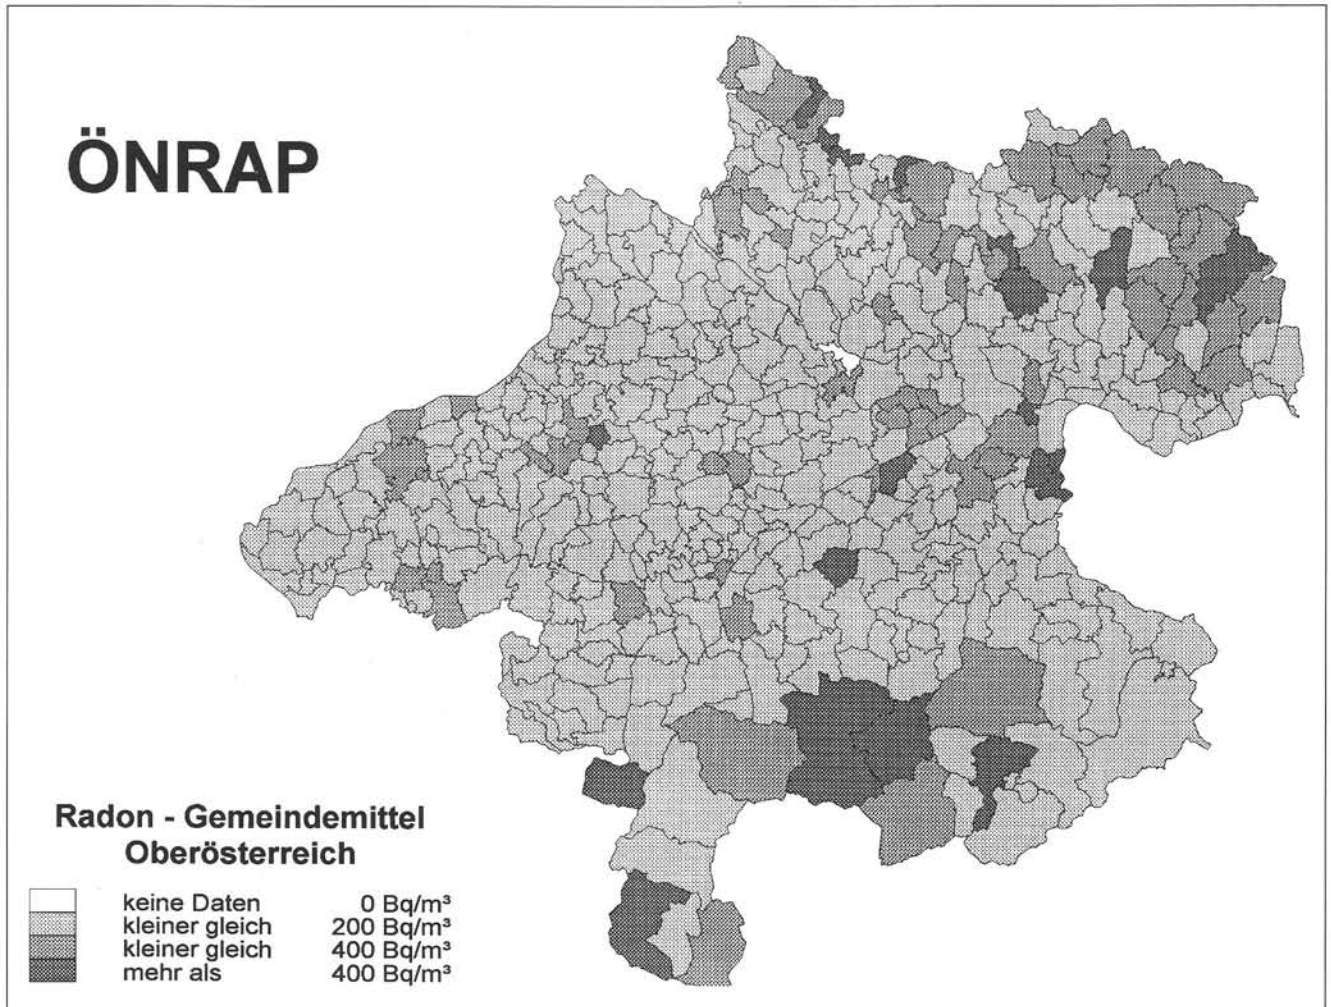 ÖNRAP
Radon - Gemeindemittel
Oberösterreich
keine Daten 0 Bq/m³
kleiner gleich 200 Bq/m³
kleiner gleich 400 Bq/m³
mehr als 400 Bq/m³